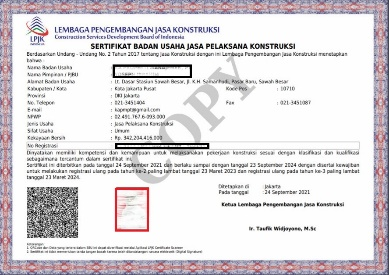 LPJK
LEMBAGA PENGEMBANGAN JASA KONSTRUKSI
Construction Services Development Board of Indonesia
SERTIFIKAT BADAN USAHA JASA PELAKSANA KONSTRUKSI
Berdasarkan Undang - Undang No. 2 Tahun 2017 tentang Jasa Konstruksi dengan ini Lembaga Pengembangan Jasa Konstruksi menetapkan
bahwa :
Nama Badan Usaha :
Nama Pimpinan / PJBU :
Alamat Badan Usaha : Lt. Dasar Stasiun Sawah Besar, Jl. K.H. Samanhudi, Pasar Baru, Sawah Besar
Kabupaten / Kota : Kota Jakarta Pusat Kode Pos : 10710
Provinsi : DKI Jakarta
No. Telepon : 021-3451404 Fax : 021-3451087
Email : kapmpt@gmail.com
NPWP : 02.491.767.6-093.000
Jenis Usaha : Jasa Pelaksana Konstruksi
Sifat Usaha : Umum
Kekayaan Bersih : Rp. 342,204,416,000
No Registrasi :
Dinyatakan memiliki kompetensi dan kemampuan untuk melaksanakan pekerjaan konstruksi sesuai dengan klasifikasi dan kualifikasi
sebagaimana tercantum dalam sertifikat ini.
Sertifikat ini diterbitkan pada tanggal 24 September 2021 dan berlaku sampai dengan tanggal 23 September 2024 dengan disertai kewajiban
untuk melakukan registrasi ulang pada tahun ke-2 paling lambat tanggal 23 Maret 2023 dan registrasi ulang pada tahun ke-3 paling lambat
tanggal 23 Maret 2024.
COPY
Ditetapkan di : Jakarta
Pada Tanggal : 24 September 2021
Ketua Lembaga Pengembangan Jasa Konstruksi
Ir. Taufik Widjoyono, M.Sc